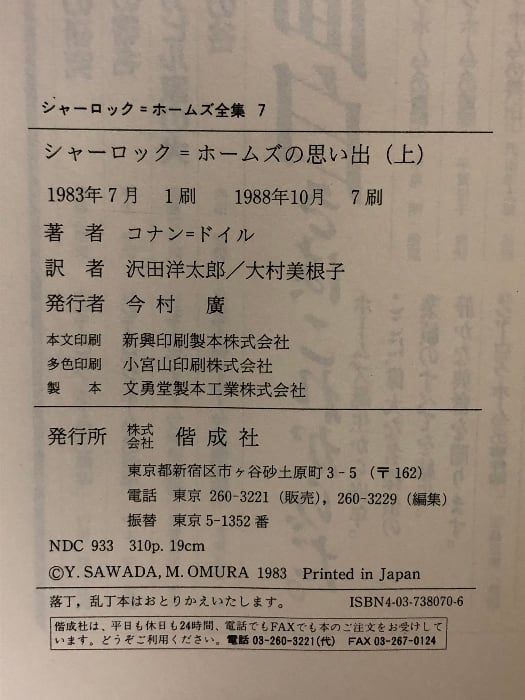 シャーロック＝ホームズ全集 7
シャーロック＝ホームズの思い出（上）
1983年7月 1刷 1988年10月 7刷
著者 コナン=ドイル
訳者 沢田洋太郎／大村美根子
発行者 今村 廣
本文印刷 新興印刷製本株式会社
多色印刷 小宮山印刷株式会社
製本 文勇堂製本工業株式会社
発行所 株式会社 偕成社
東京都新宿区市ヶ谷砂土原町3-5（〒162）
電話 東京 260-3221（販売），260-3229（編集）
振替 東京5-1352番
NDC 933 310p. 19cm
©Y. SAWADA, M. OMURA 1983 Printed in Japan
落丁，乱丁本はおとりかえいたします。 ISBN4-03-738070-6
偕成社は、平日も休日も24時間、電話でもFAXでも本のご注文をお受けして
います。どうぞご利用ください。電話 03-260-3221(代) FAX 03-267-0124